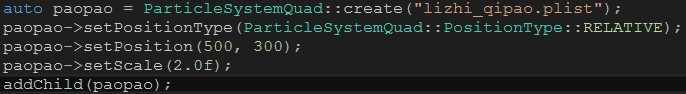 auto paopao = ParticleSystemQuad::create("lizhi_qipao.plist");
paopao->setPositionType(ParticleSystemQuad::PositionType::RELATIVE);
paopao->setPosition(500, 300);
paopao->setScale(2.0f);
addChild(paopao);